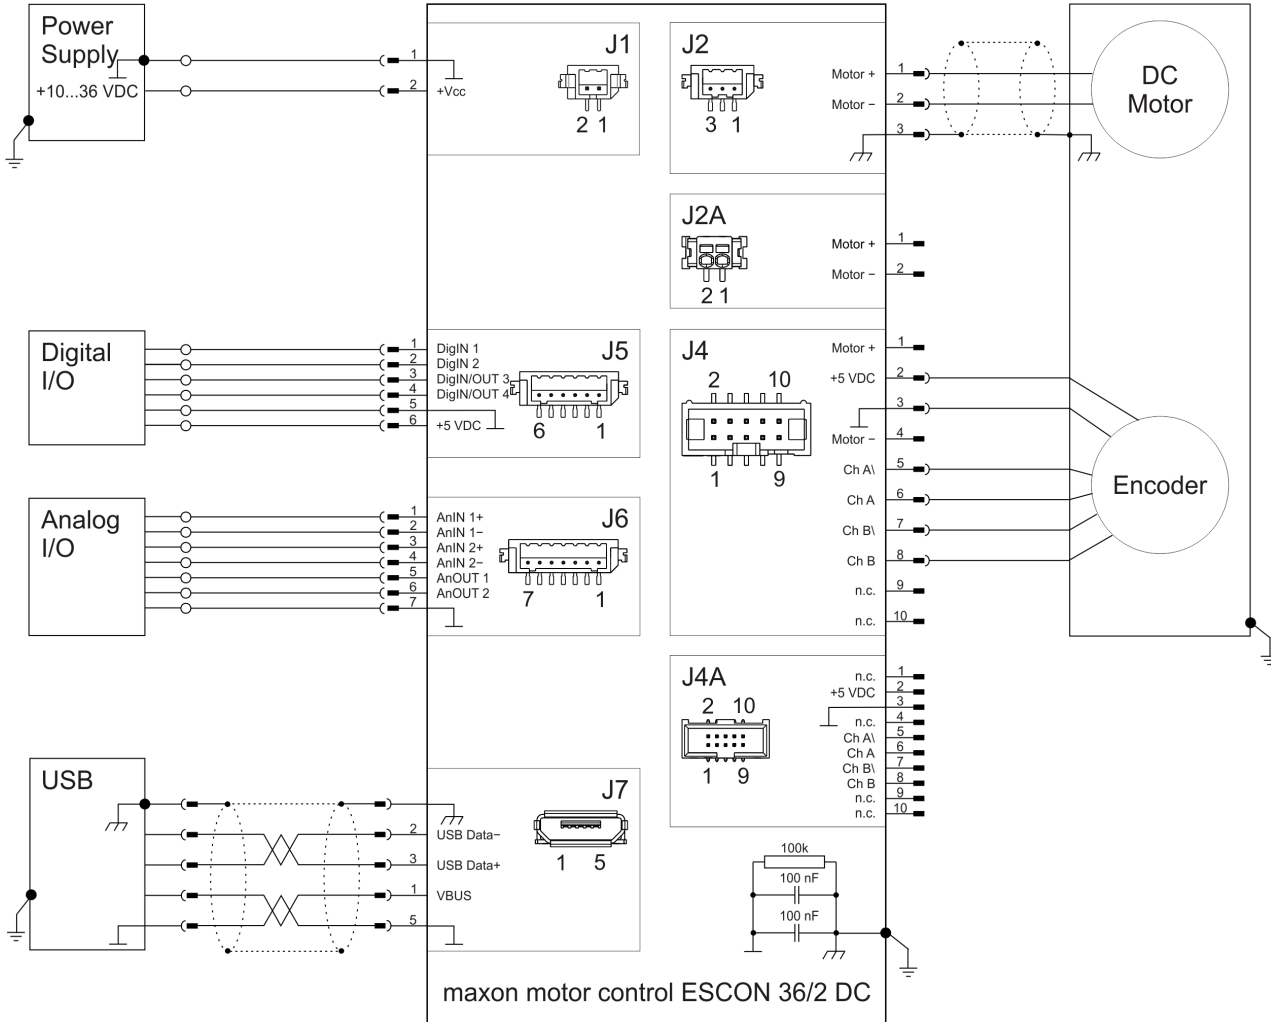 Power
Supply
+10...36 VDC
1
2
+Vcc
J1
2 1
J2
3 1
Motor +
1
Motor −
2
3
DC
Motor
J2A
2 1
Motor +
1
Motor −
2
Digital
I/O
1
DigIN 1
2
DigIN 2
3
DigIN/OUT 3
4
DigIN/OUT 4
5
6
+5 VDC
J5
6 1
J4
2 10
1 9
Motor +
1
+5 VDC
2
3
Motor −
4
Ch A\
5
Ch A
6
Ch B\
7
Ch B
8
n.c.
9
n.c.
10
Encoder
Analog
I/O
1
AnIN 1+
2
AnIN 1−
3
AnIN 2+
4
AnIN 2−
5
AnOUT 1
6
AnOUT 2
7
J6
7 1
J4A
2 10
1 9
n.c.
1
+5 VDC
2
3
n.c.
4
Ch A\
5
Ch A
6
Ch B\
7
Ch B
8
n.c.
9
n.c.
10
USB
2
USB Data−
3
USB Data+
1
VBUS
5
J7
1 5
100k
100 nF
100 nF
maxon motor control ESCON 36/2 DC